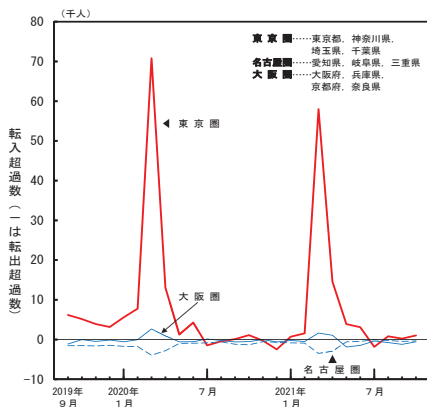 （千人）
80
70
60
50
40
30
20
10
0
−10
転入超過数（−は転出超過数）
東京圏……東京都，神奈川県，
埼玉県，千葉県
名古屋圏……愛知県，岐阜県，三重県
大阪圏……大阪府，兵庫県，
京都府，奈良県
東京圏
大阪圏
名古屋圏
2019年 2020年 2021年
9月 1月 7月 1月 7月